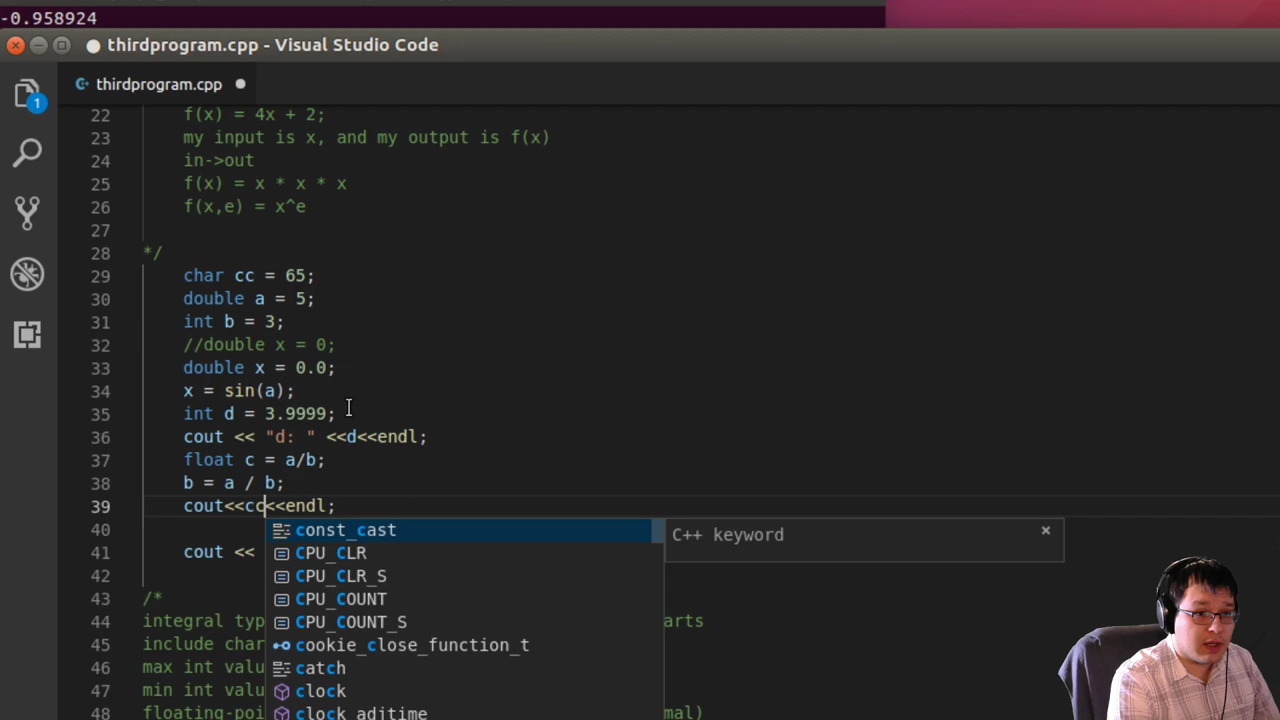 -0.958924
thirdprogram.cpp - Visual Studio Code
thirdprogram.cpp
1
22 f(x) = 4x + 2;
23 my input is x, and my output is f(x)
24 in->out
25 f(x) = x * x * x
26 f(x,e) = x^e
27
28 */
29 char cc = 65;
30 double a = 5;
31 int b = 3;
32 //double x = 0;
33 double x = 0.0;
34 x = sin(a);
35 int d = 3.9999;
36 cout << "d: " <<d<<endl;
37 float c = a/b;
38 b = a / b;
39 cout<<cc<<endl;
40
41 cout <<
42
43 /*
44 integral typ arts
45 include char
46 max int valu
47 min int valu
48 floating-poi mal)
const_cast
CPU_CLR
CPU_CLR_S
CPU_COUNT
CPU_COUNT_S
cookie_close_function_t
catch
clock
clock_adjtime
C++ keyword